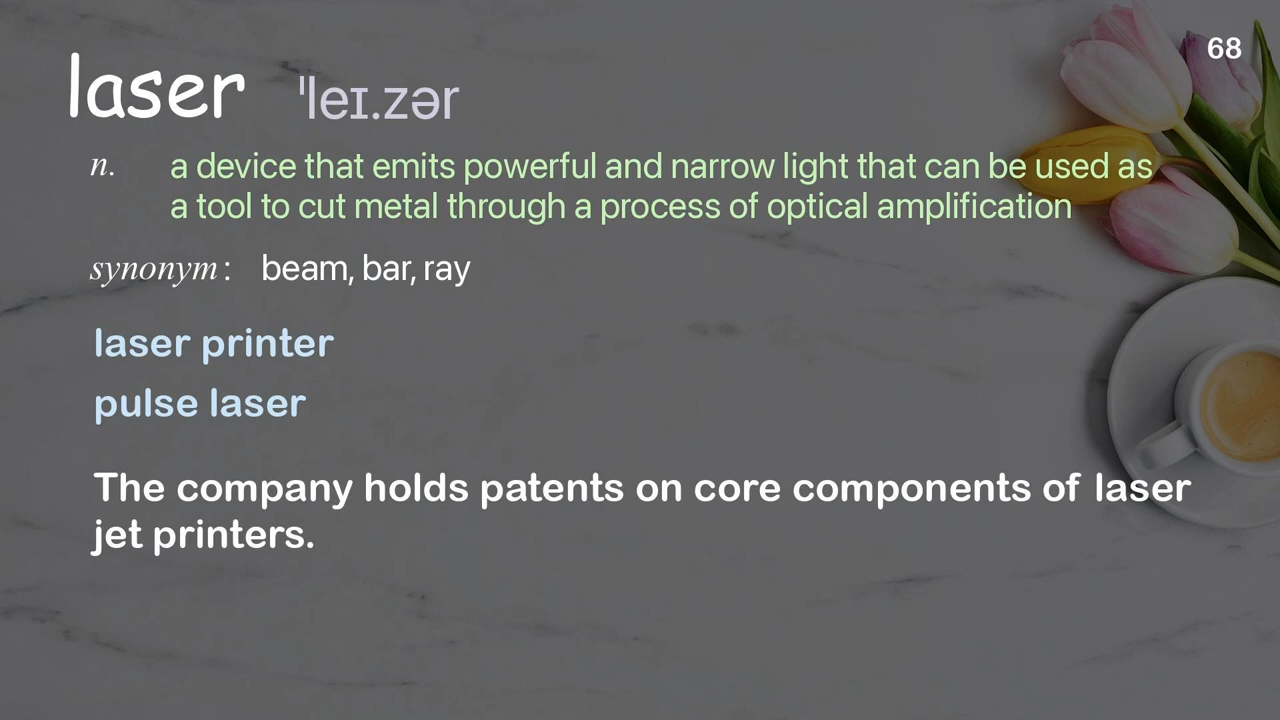 68
laser ˈleɪ.zər
n. a device that emits powerful and narrow light that can be used as
a tool to cut metal through a process of optical amplification
synonym: beam, bar, ray
laser printer
pulse laser
The company holds patents on core components of laser
jet printers.